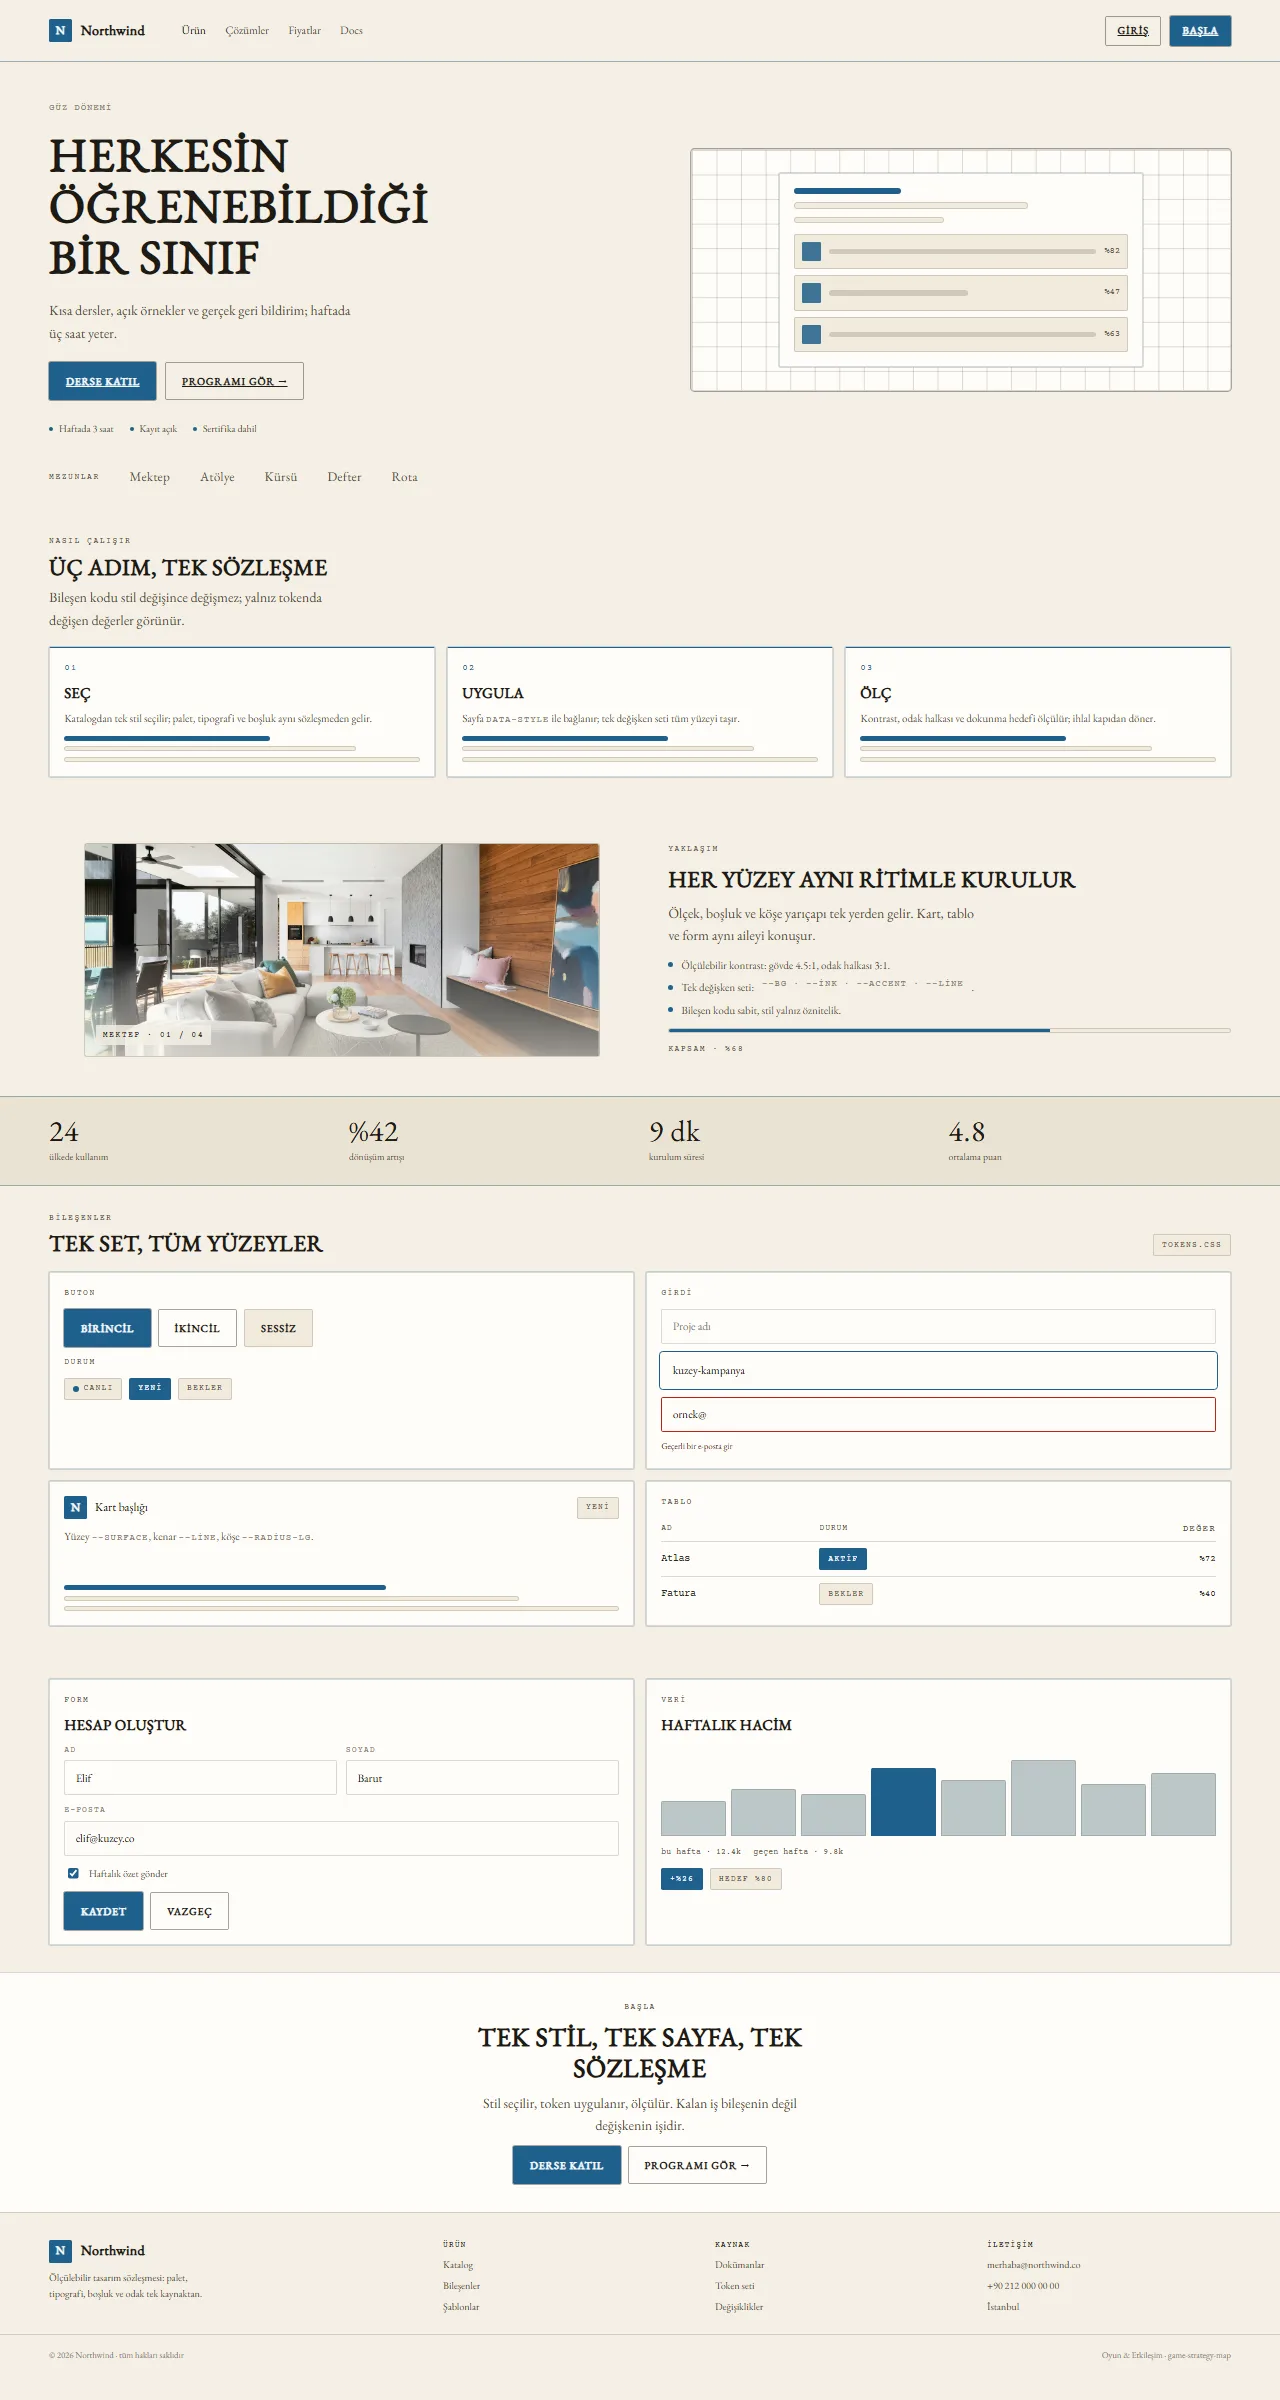 N Northwind Ürün Çözümler Fiyatlar Docs GİRİŞ BAŞLA
GÜZ DÖNEMİ
HERKESİN
ÖĞRENEBİLDİĞİ
BİR SINIF
Kısa dersler, açık örnekler ve gerçek geri bildirim; haftada
üç saat yeter.
DERSE KATIL PROGRAMI GÖR →
Haftada 3 saat Kayıt açık Sertifika dahil
%82
%47
%63
MEZUNLAR Mektep Atölye Kürsü Defter Rota
NASIL ÇALIŞIR
ÜÇ ADIM, TEK SÖZLEŞME
Bileşen kodu stil değişince değişmez; yalnız tokenda
değişen değerler görünür.
01
SEÇ
Katalogdan tek stil seçilir; palet, tipografi ve boşluk aynı sözleşmeden gelir.
02
UYGULA
Sayfa DATA-STYLE ile bağlanır; tek değişken seti tüm yüzeyi taşır.
03
ÖLÇ
Kontrast, odak halkası ve dokunma hedefi ölçülür; ihlal kapıdan döner.
MEKTEP · 01 / 04
YAKLAŞIM
HER YÜZEY AYNI RİTİMLE KURULUR
Ölçek, boşluk ve köşe yarıçapı tek yerden gelir. Kart, tablo
ve form aynı aileyi konuşur.
Ölçülebilir kontrast: gövde 4.5:1, odak halkası 3:1.
Tek değişken seti: --BG · --İNK · --ACCENT · --LİNE .
Bileşen kodu sabit, stil yalnız öznitelik.
KAPSAM · %68
24
ülkede kullanım
%42
dönüşüm artışı
9 dk
kurulum süresi
4.8
ortalama puan
BİLEŞENLER
TEK SET, TÜM YÜZEYLER
TOKENS.CSS
BUTON
BİRİNCİL İKİNCİL SESSİZ
DURUM
CANLI YENİ BEKLER
GİRDİ
Proje adı
kuzey-kampanya
ornek@
Geçerli bir e-posta gir
N Kart başlığı YENİ
Yüzey --SURFACE, kenar --LİNE, köşe --RADİUS-LG.
TABLO
AD DURUM DEĞER
Atlas AKTİF %72
Fatura BEKLER %40
FORM
HESAP OLUŞTUR
AD SOYAD
Elif Barut
E-POSTA
elif@kuzey.co
Haftalık özet gönder
KAYDET VAZGEÇ
VERİ
HAFTALIK HACİM
bu hafta · 12.4k geçen hafta · 9.8k
+%26 HEDEF %80
BAŞLA
TEK STİL, TEK SAYFA, TEK
SÖZLEŞME
Stil seçilir, token uygulanır, ölçülür. Kalan iş bileşenin değil
değişkenin işidir.
DERSE KATIL PROGRAMI GÖR →
N Northwind
Ölçülebilir tasarım sözleşmesi: palet,
tipografi, boşluk ve odak tek kaynaktan.
ÜRÜN
Katalog
Bileşenler
Şablonlar
KAYNAK
Dokümanlar
Token seti
Değişiklikler
İLETİŞİM
merhaba@northwind.co
+90 212 000 00 00
İstanbul
© 2026 Northwind · tüm hakları saklıdır
Oyun & Etkileşim · game-strategy-map